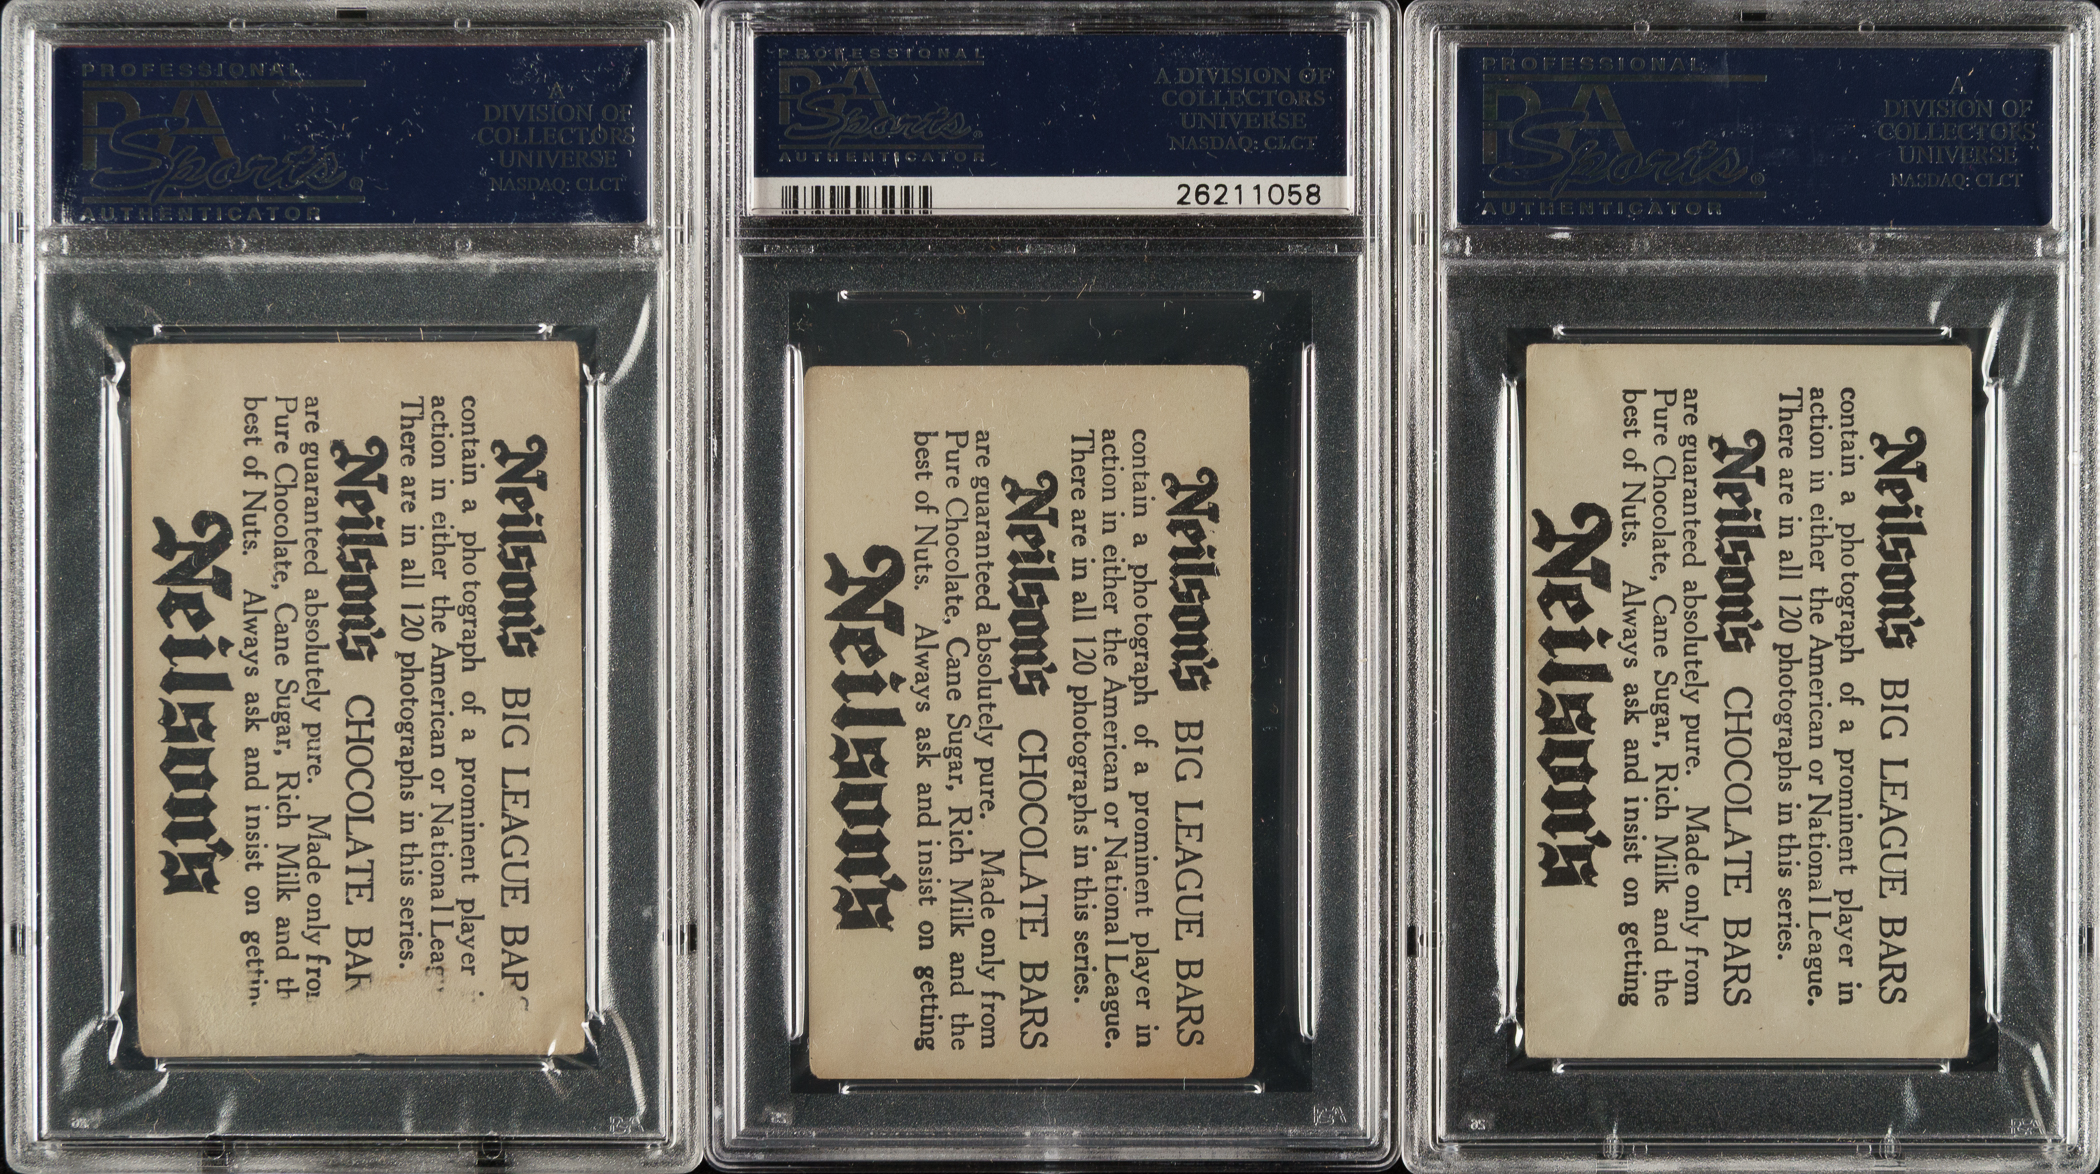 PROFESSIONAL
PSA
Sports®
AUTHENTICATOR
A
DIVISION OF
COLLECTORS
UNIVERSE
NASDAQ: CLCT
Neilson's BIG LEAGUE BARS
contain a photograph of a prominent player
action in either the American or National Leag
There are in all 120 photographs in this series.
Neilson's CHOCOLATE BAR
are guaranteed absolutely pure. Made only from
Pure Chocolate, Cane Sugar, Rich Milk and th
best of Nuts. Always ask and insist on gettin
Neilson's
PSA
PROFESSIONAL
PSA
Sports®
AUTHENTICATOR
A DIVISION OF
COLLECTORS
UNIVERSE
NASDAQ: CLCT
26211058
Neilson's BIG LEAGUE BARS
contain a photograph of a prominent player in
action in either the American or National League.
There are in all 120 photographs in this series.
Neilson's CHOCOLATE BARS
are guaranteed absolutely pure. Made only from
Pure Chocolate, Cane Sugar, Rich Milk and the
best of Nuts. Always ask and insist on getting
Neilson's
PSA
PROFESSIONAL
PSA
Sports®
AUTHENTICATOR
A
DIVISION OF
COLLECTORS
UNIVERSE
NASDAQ: CLCT
Neilson's BIG LEAGUE BARS
contain a photograph of a prominent player in
action in either the American or National League.
There are in all 120 photographs in this series.
Neilson's CHOCOLATE BARS
are guaranteed absolutely pure. Made only from
Pure Chocolate, Cane Sugar, Rich Milk and the
best of Nuts. Always ask and insist on getting
Neilson's
PSA